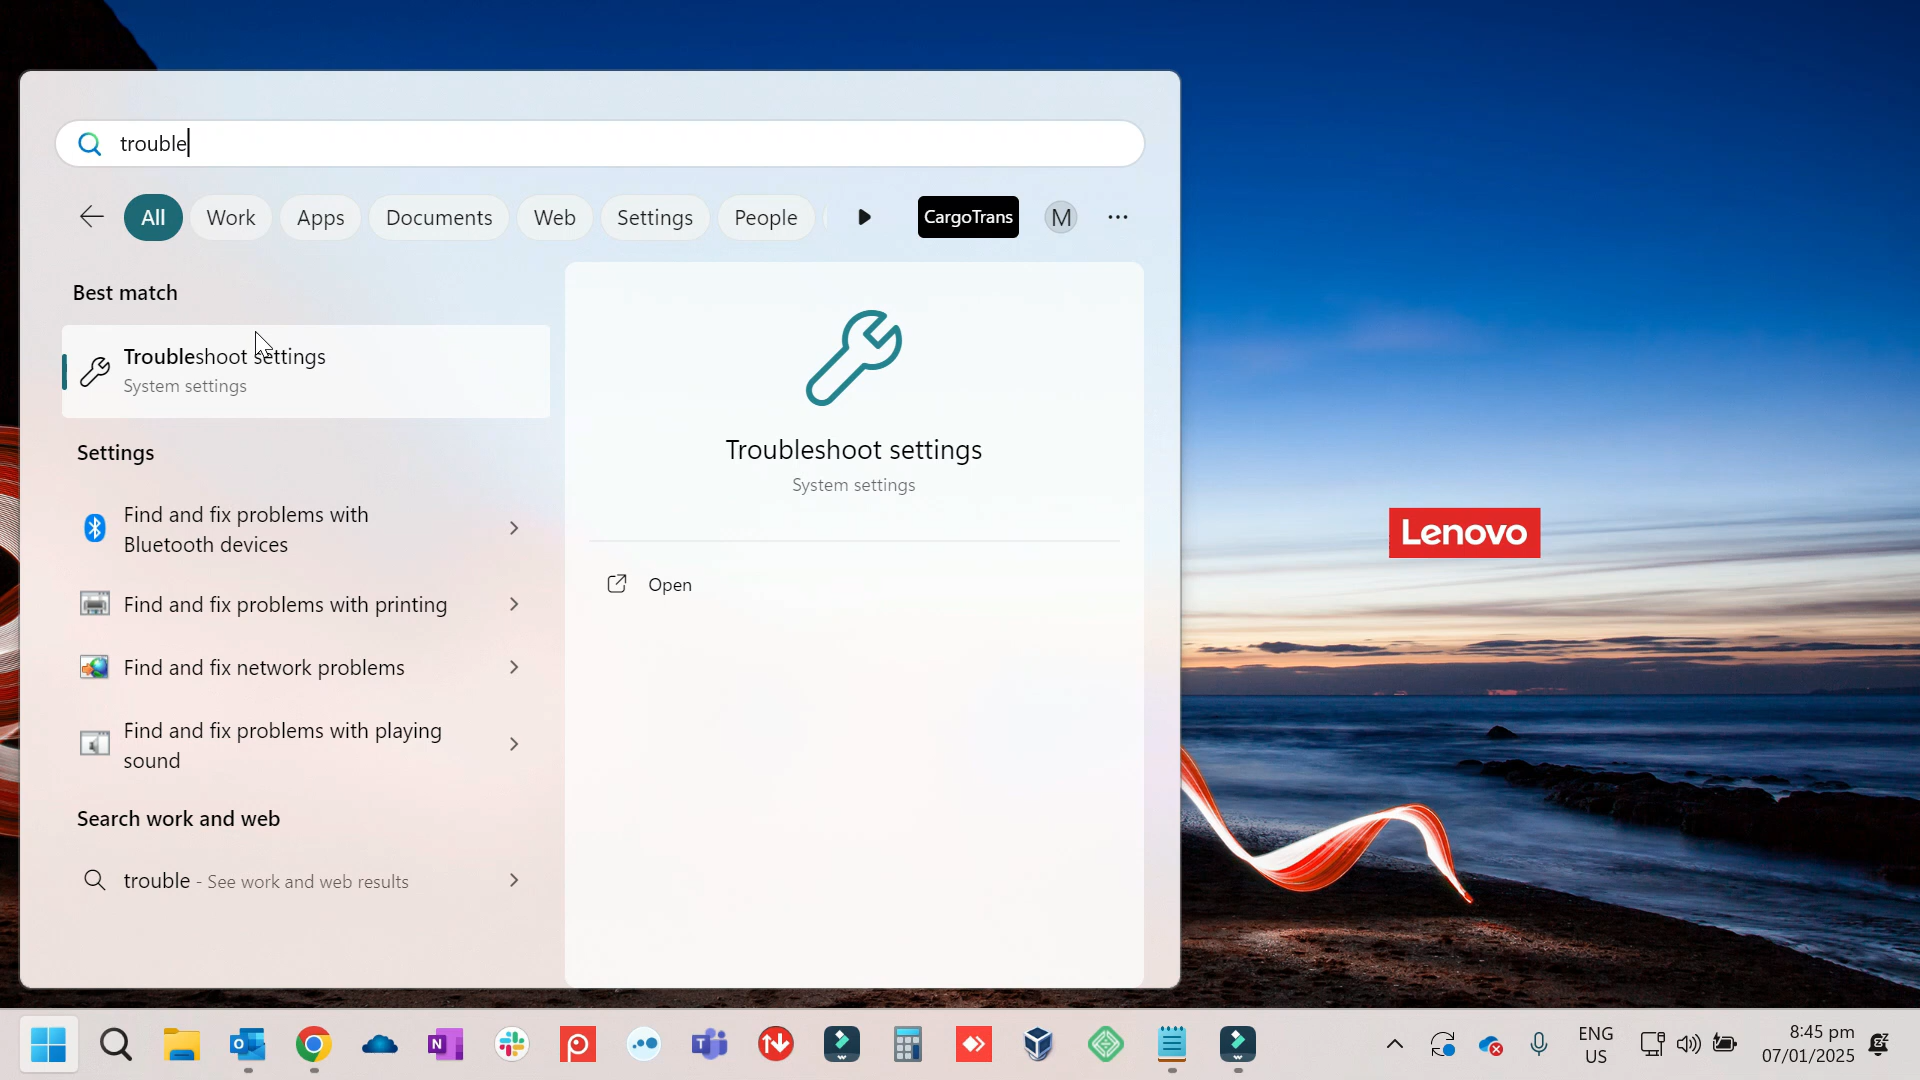 trouble
All
Work
Apps
Documents
Web
Settings
People
CargoTrans
M
Best match
Troubleshoot settings
System settings
Settings
Find and fix problems with
Bluetooth devices
Find and fix problems with printing
Find and fix network problems
Find and fix problems with playing
sound
Search work and web
trouble - See work and web results
Troubleshoot settings
System settings
Open
Lenovo
ENG
US
8:45 pm
07/01/2025